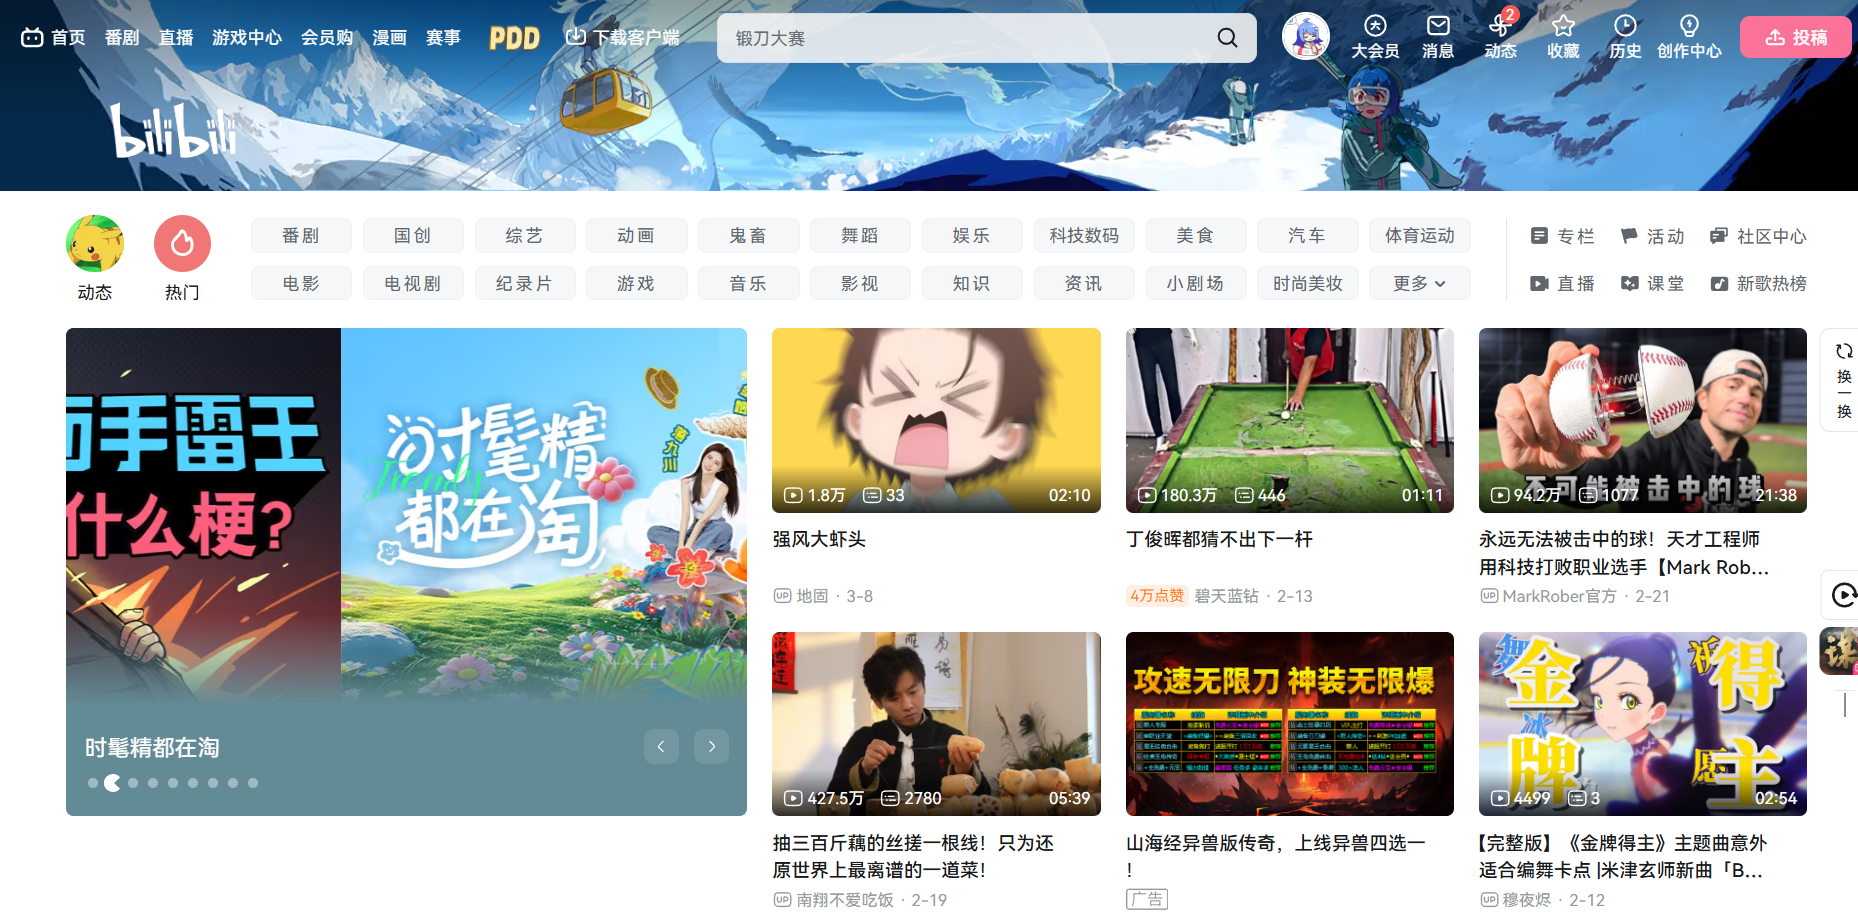 首页 番剧 直播 游戏中心 会员购 漫画 赛事 PDD 下载客户端
锻刀大赛
大会员 消息 2 动态 收藏 历史 创作中心 投稿
bilibili
动态 热门
番剧 国创 综艺 动画 鬼畜 舞蹈 娱乐 科技数码 美食 汽车 体育运动
电影 电视剧 纪录片 游戏 音乐 影视 知识 资讯 小剧场 时尚美妆 更多
专栏 活动 社区中心
直播 课堂 新歌热榜
手雷王
什么梗?
时髦精
Trendy
都在淘
时髦精都在淘
换一换
1.8万 33 02:10
强风大虾头
UP 地固 · 3-8
180.3万 446 01:11
丁俊晖都猜不出下一杆
4万点赞 碧天蓝钻 · 2-13
不可能被击中的球
94.2万 1077 21:38
永远无法被击中的球！天才工程师
用科技打败职业选手【Mark Rob...
UP MarkRober官方 · 2-21
427.5万 2780 05:39
抽三百斤藕的丝搓一根线！只为还
原世界上最离谱的一道菜！
UP 南翔不爱吃饭 · 2-19
攻速无限刀 神装无限爆
山海经异兽版传奇，上线异兽四选一
！
广告
金牌
得主
舞
冰
祈
愿
4499 3 02:54
【完整版】《金牌得主》主题曲意外
适合编舞卡点 |米津玄师新曲「B...
UP 穆夜烬 · 2-12